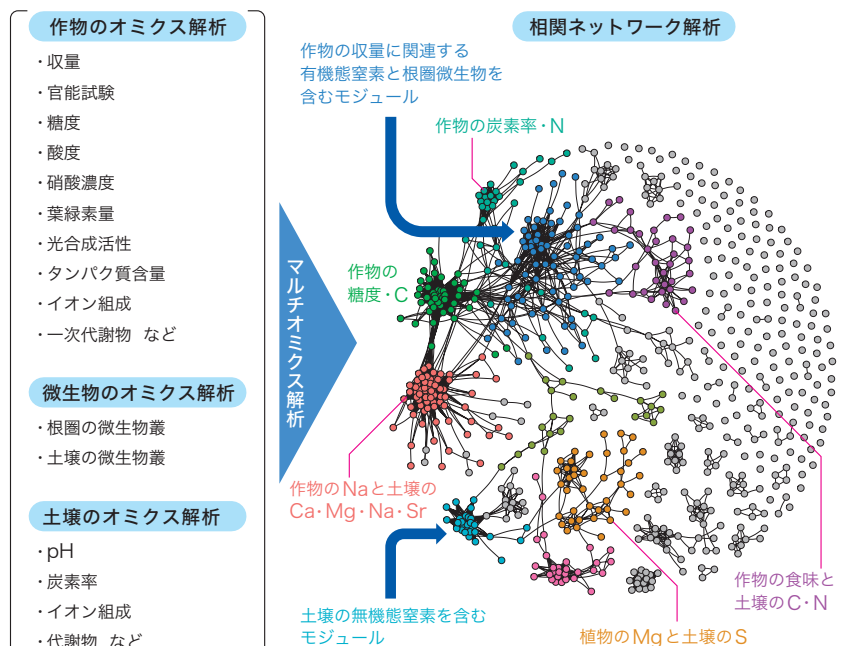 作物のオミクス解析
・収量
・官能試験
・糖度
・酸度
・硝酸濃度
・葉緑素量
・光合成活性
・タンパク質含量
・イオン組成
・一次代謝物 など
微生物のオミクス解析
・根圏の微生物叢
・土壌の微生物叢
土壌のオミクス解析
・pH
・炭素率
・イオン組成
・代謝物 など
マルチオミクス解析
相関ネットワーク解析
作物の収量に関連する
有機態窒素と根圏微生物を
含むモジュール
作物の炭素率・N
作物の
糖度・C
作物のNaと土壌の
Ca・Mg・Na・Sr
土壌の無機態窒素を含む
モジュール
植物のMgと土壌のS
作物の食味と
土壌のC・N